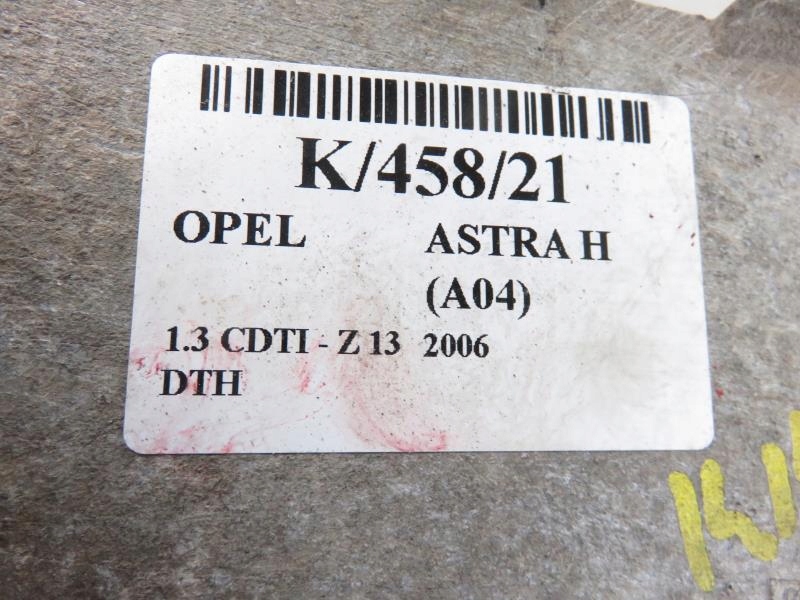 K/458/21
OPEL ASTRA H
(A04)
1.3 CDTI - Z 13 2006
DTH